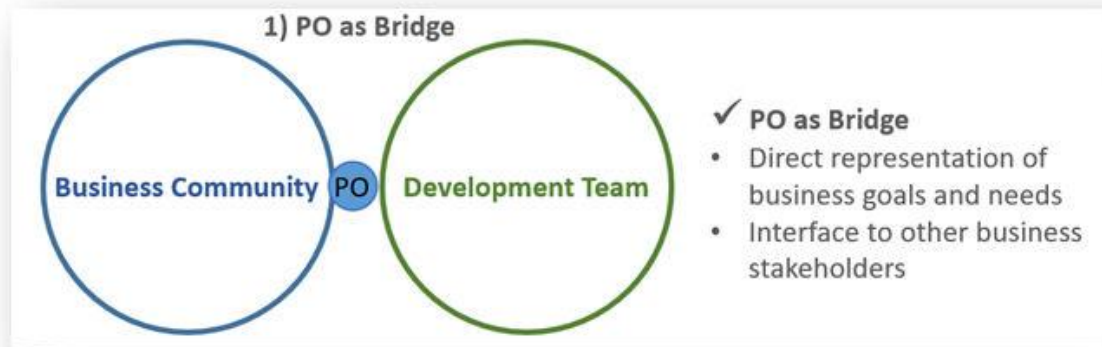 1) PO as Bridge
Business Community
PO
Development Team
✓ PO as Bridge
• Direct representation of
business goals and needs
• Interface to other business
stakeholders